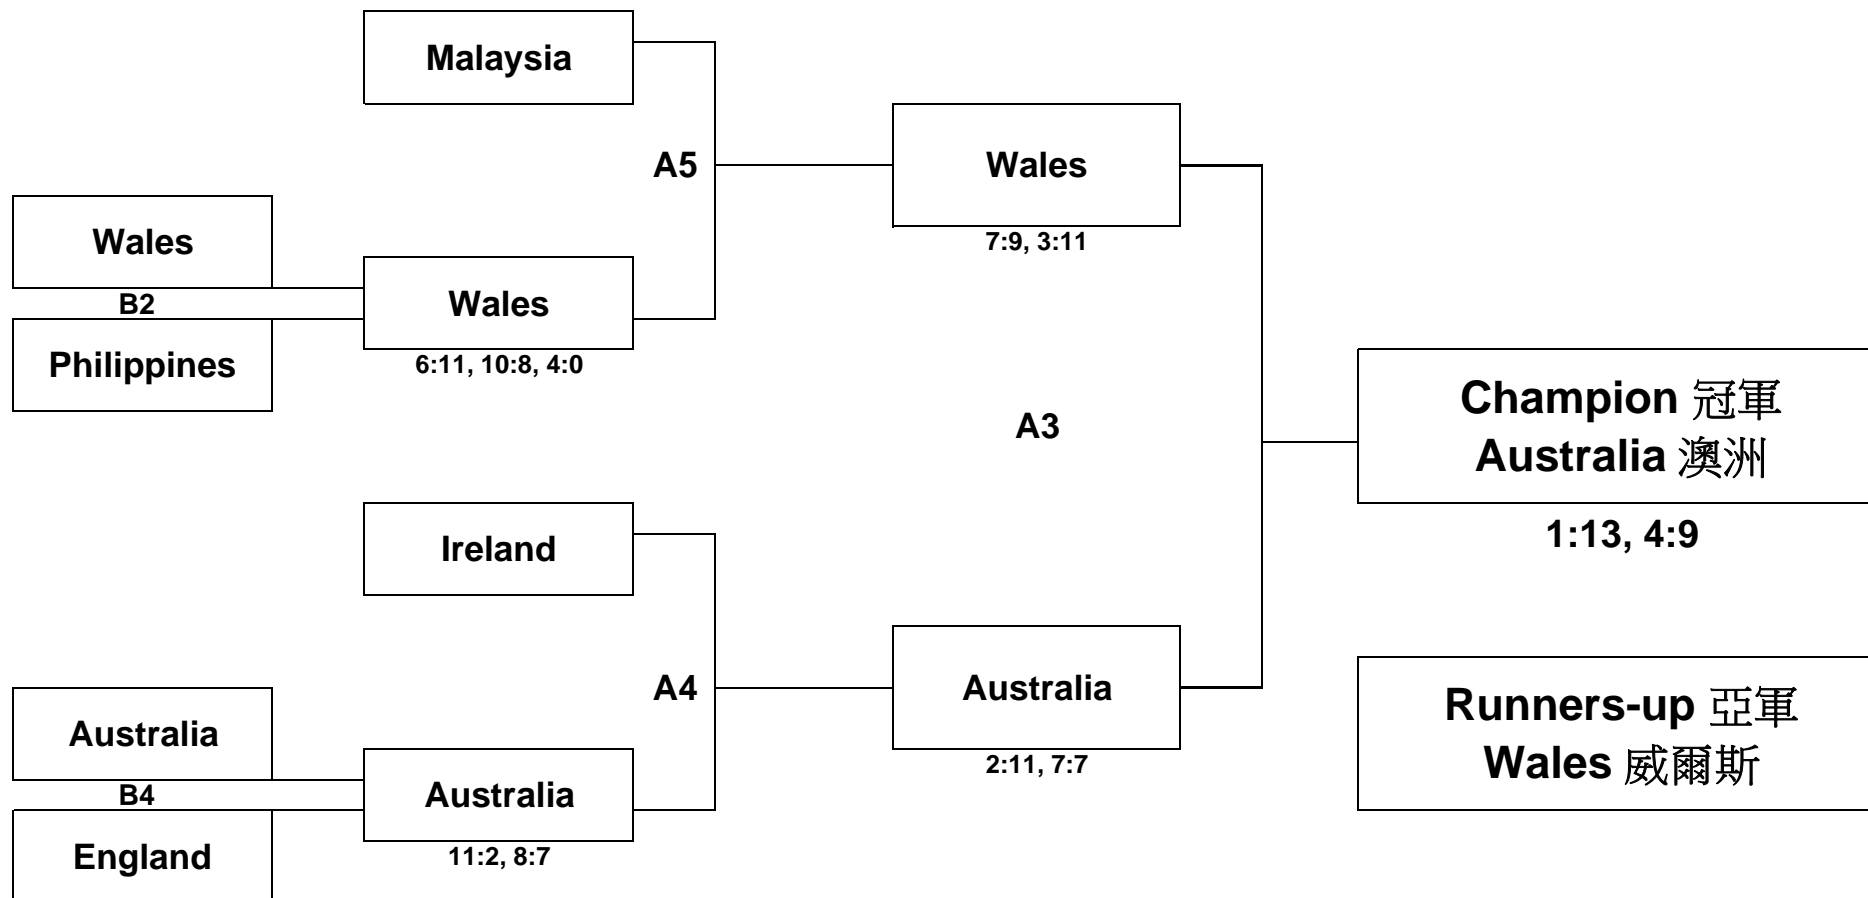 Malaysia
A5
Wales
7:9, 3:11
Wales
B2
Philippines
Wales
6:11, 10:8, 4:0
A3
Champion 冠軍
Australia 澳洲
1:13, 4:9
Ireland
A4
Australia
2:11, 7:7
Australia
B4
England
Australia
11:2, 8:7
Runners-up 亞軍
Wales 威爾斯